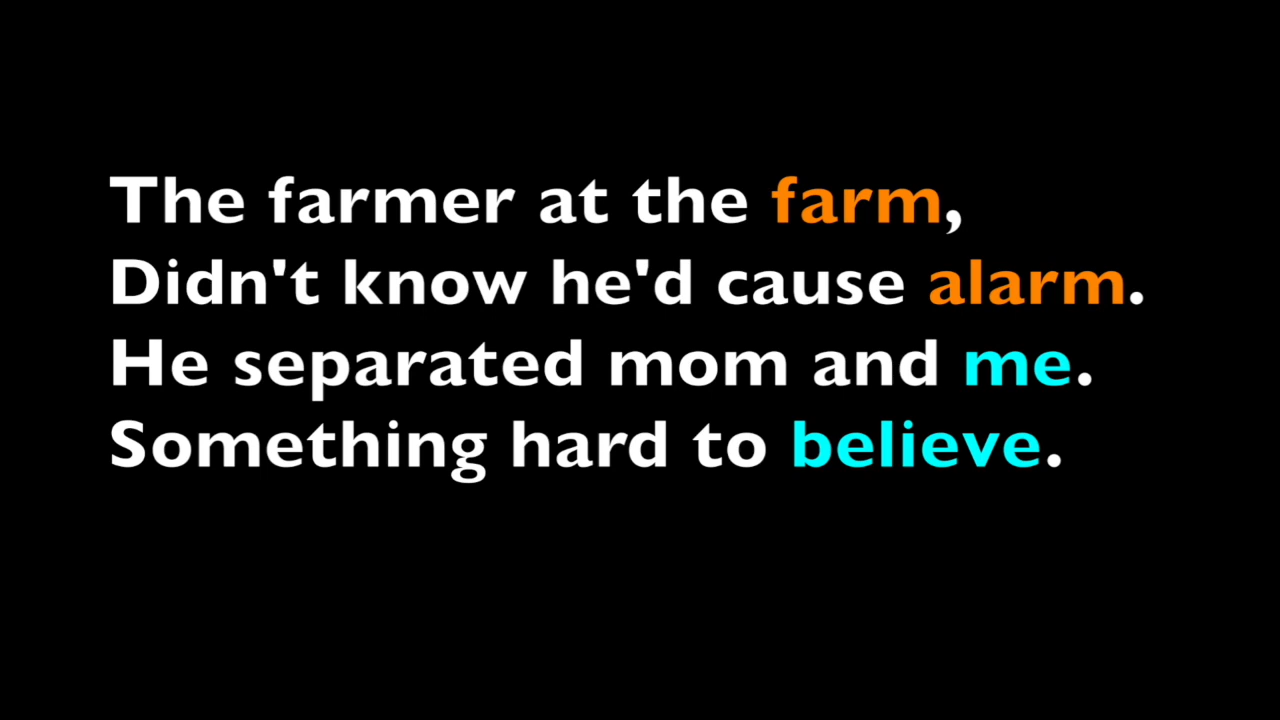 The farmer at the farm,
Didn't know he'd cause alarm.
He separated mom and me.
Something hard to believe.